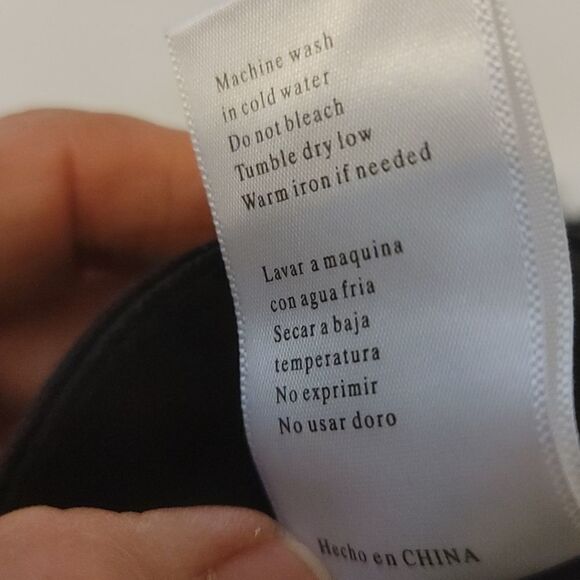 Machine wash
in cold water
Do not bleach
Tumble dry low
Warm iron if needed
Lavar a maquina
con agua fria
Secar a baja
temperatura
No exprimir
No usar doro
Hecho en CHINA